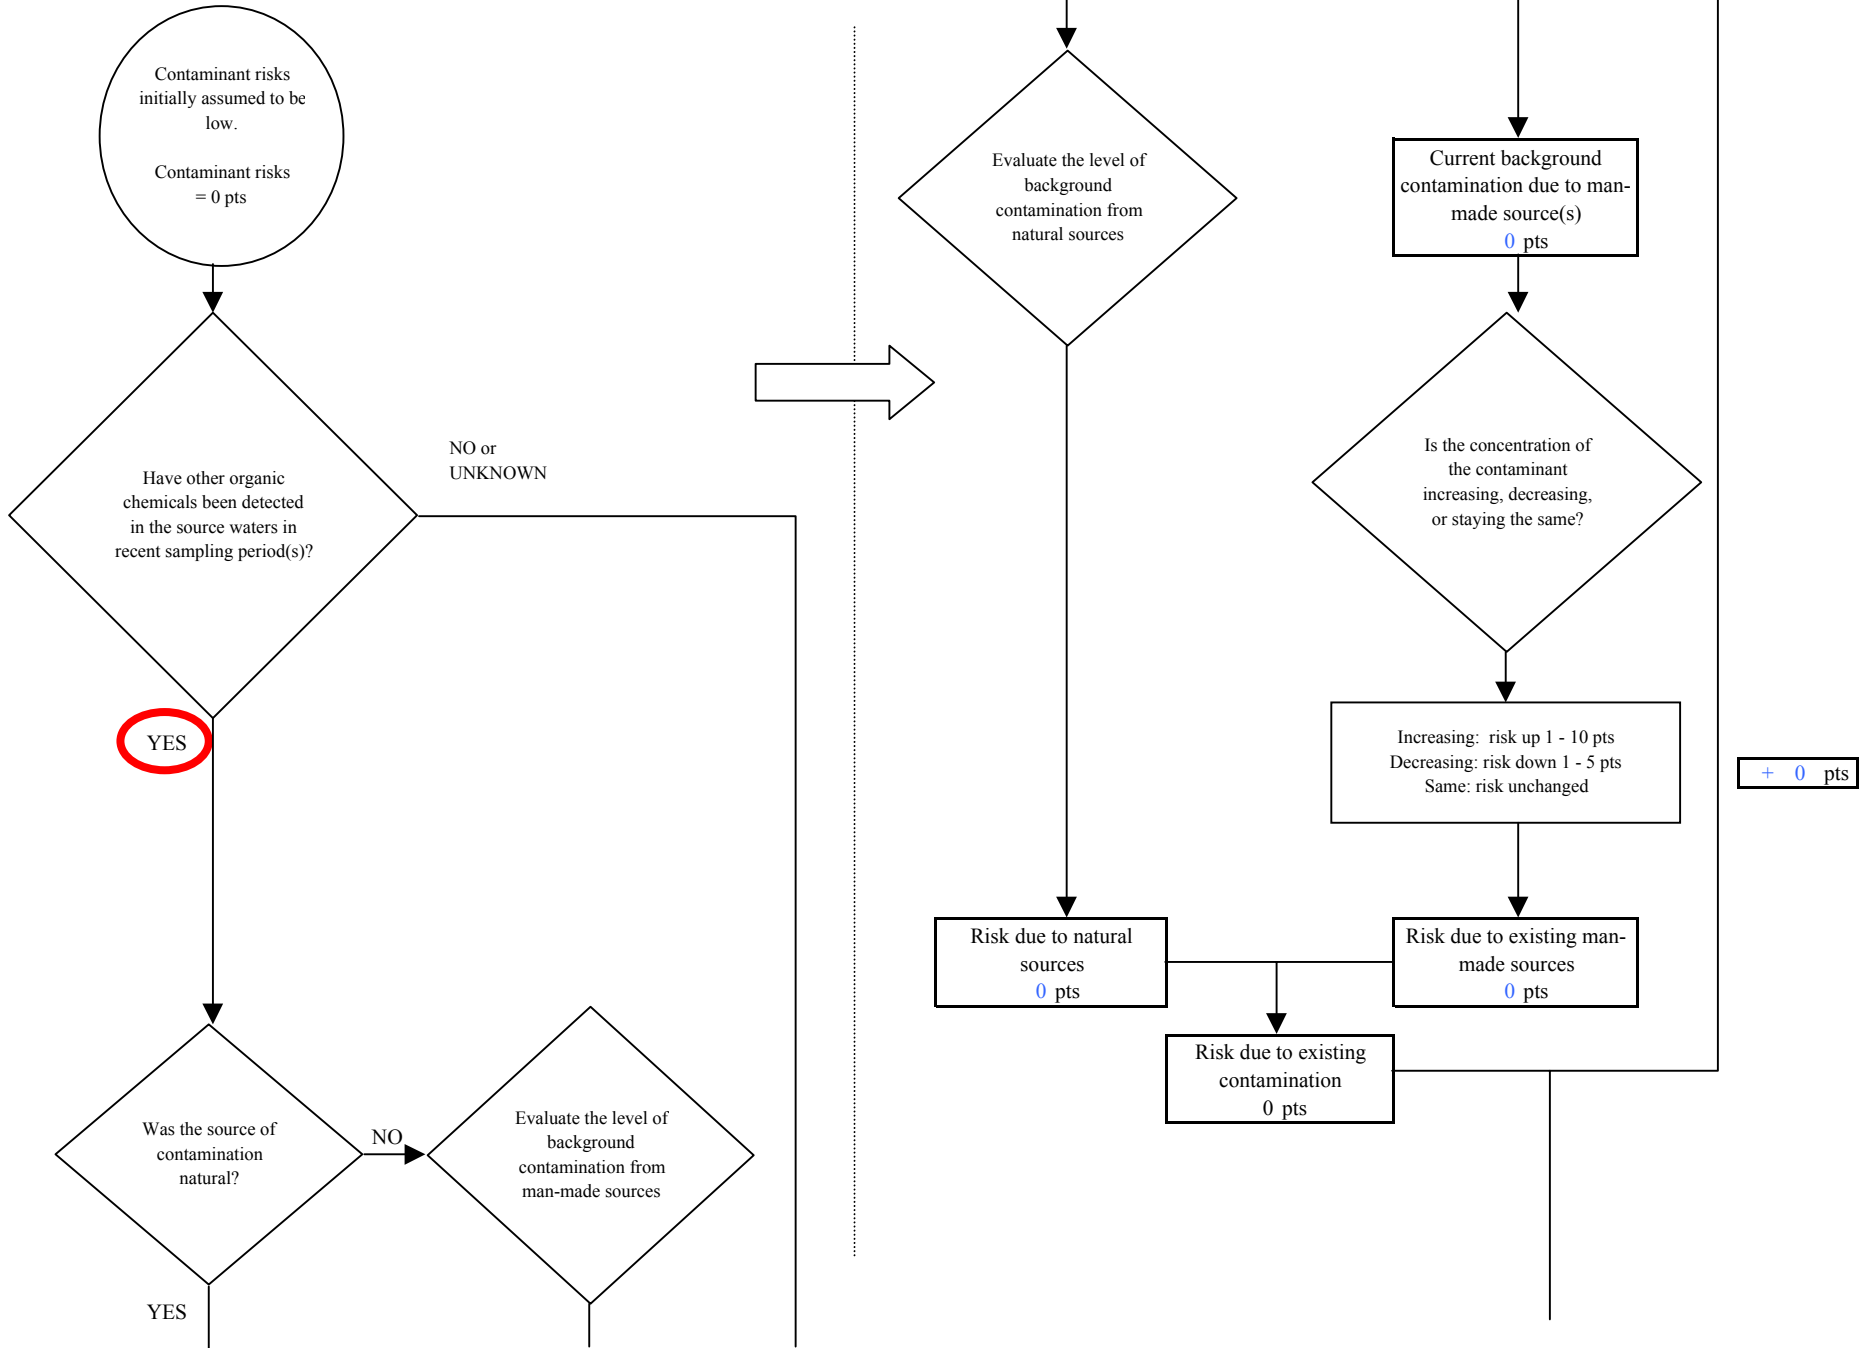 Contaminant risks
initially assumed to be
low.
Contaminant risks
= 0 pts
Have other organic
chemicals been detected
in the source waters in
recent sampling period(s)?
NO or
UNKNOWN
YES
Was the source of
contamination
natural?
NO
Evaluate the level of
background
contamination from
man-made sources
YES
Evaluate the level of
background
contamination from
natural sources
Current background
contamination due to man-
made source(s)
0 pts
Is the concentration of
the contaminant
increasing, decreasing,
or staying the same?
Increasing: risk up 1 - 10 pts
Decreasing: risk down 1 - 5 pts
Same: risk unchanged
+ 0 pts
Risk due to natural
sources
0 pts
Risk due to existing man-
made sources
0 pts
Risk due to existing
contamination
0 pts